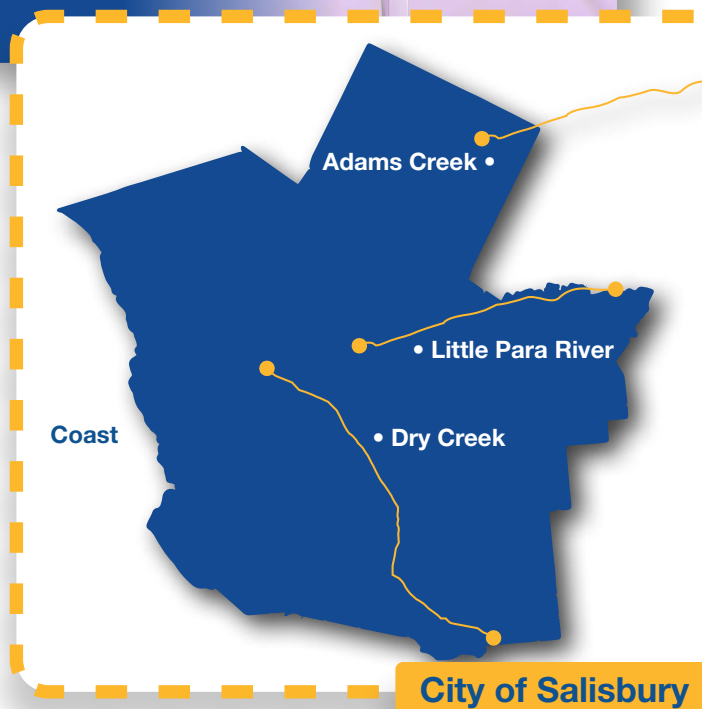 Adams Creek •
• Little Para River
Coast
• Dry Creek
City of Salisbury